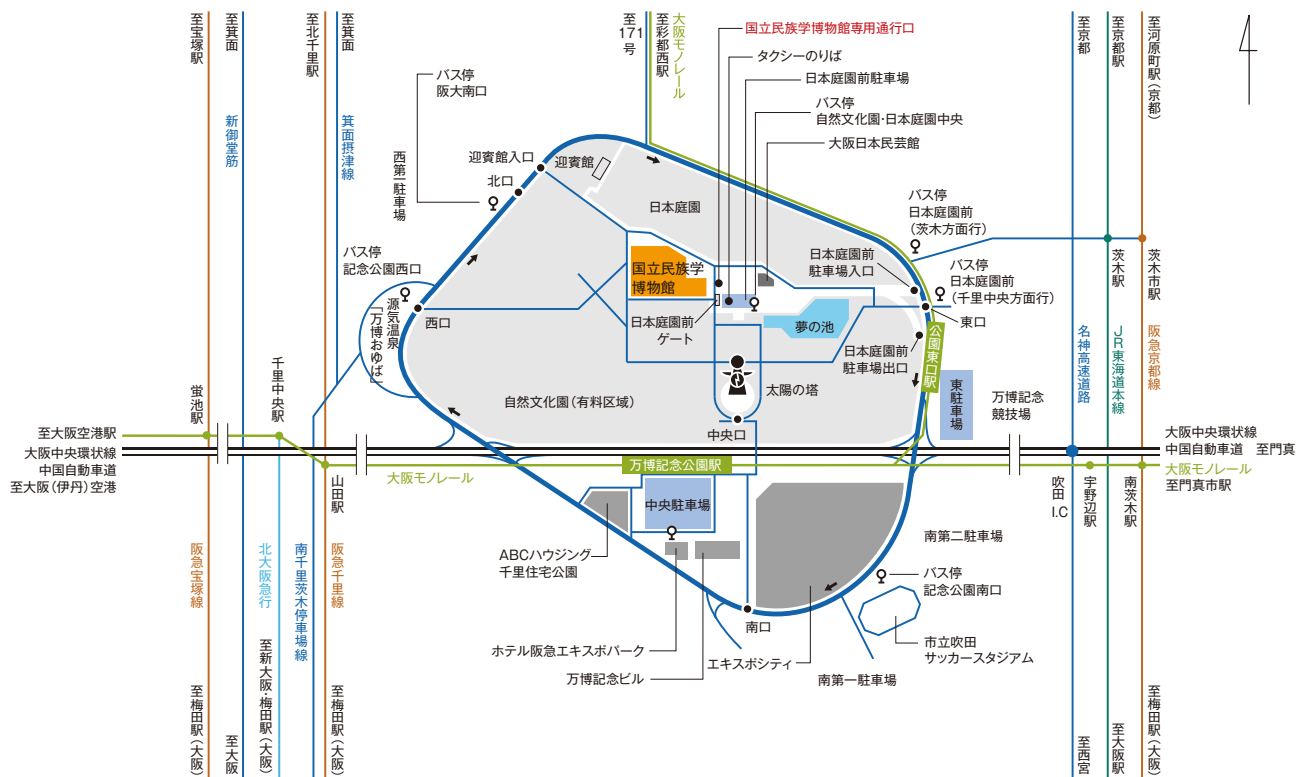 至宝塚駅
至箕面
至北千里駅
至箕面
至
171
号
至彩都西駅
大阪モノレール
国立民族学博物館専用通行口
タクシーのりば
日本庭園前駐車場
バス停
自然文化園・日本庭園中央
大阪日本民芸館
至京都
至京都駅
至河原町駅(京都)
新御堂筋
箕面摂津線
バス停
阪大南口
西第一駐車場
迎賓館入口
迎賓館
北口
日本庭園
バス停
日本庭園前
(茨木方面行)
バス停
記念公園西口
国立民族学
博物館
日本庭園前
駐車場入口
バス停
日本庭園前
(千里中央方面行)
茨木駅
茨木市駅
源気温泉
「万博おゆば」
西口
日本庭園前
ゲート
夢の池
東口
日本庭園前
駐車場出口
公園東口駅
名神高速道路
JR東海道本線
阪急京都線
蛍池駅
千里中央駅
自然文化園(有料区域)
太陽の塔
中央口
東駐車場
万博記念
競技場
至大阪空港駅
大阪中央環状線
中国自動車道
至大阪(伊丹)空港
大阪モノレール
万博記念公園駅
大阪中央環状線
中国自動車道 至門真
大阪モノレール
至門真市駅
山田駅
中央駐車場
吹田
I.C
宇野辺駅
南茨木駅
阪急宝塚線
北大阪急行
南千里茨木停車場線
阪急千里線
ABCハウジング
千里住宅公園
南第二駐車場
バス停
記念公園南口
南口
ホテル阪急エキスポパーク
エキスポシティ
市立吹田
サッカースタジアム
万博記念ビル
南第一駐車場
至梅田駅(大阪)
至大阪
至新大阪・梅田駅(大阪)
至梅田駅(大阪)
至西宮
至大阪駅
至梅田駅(大阪)